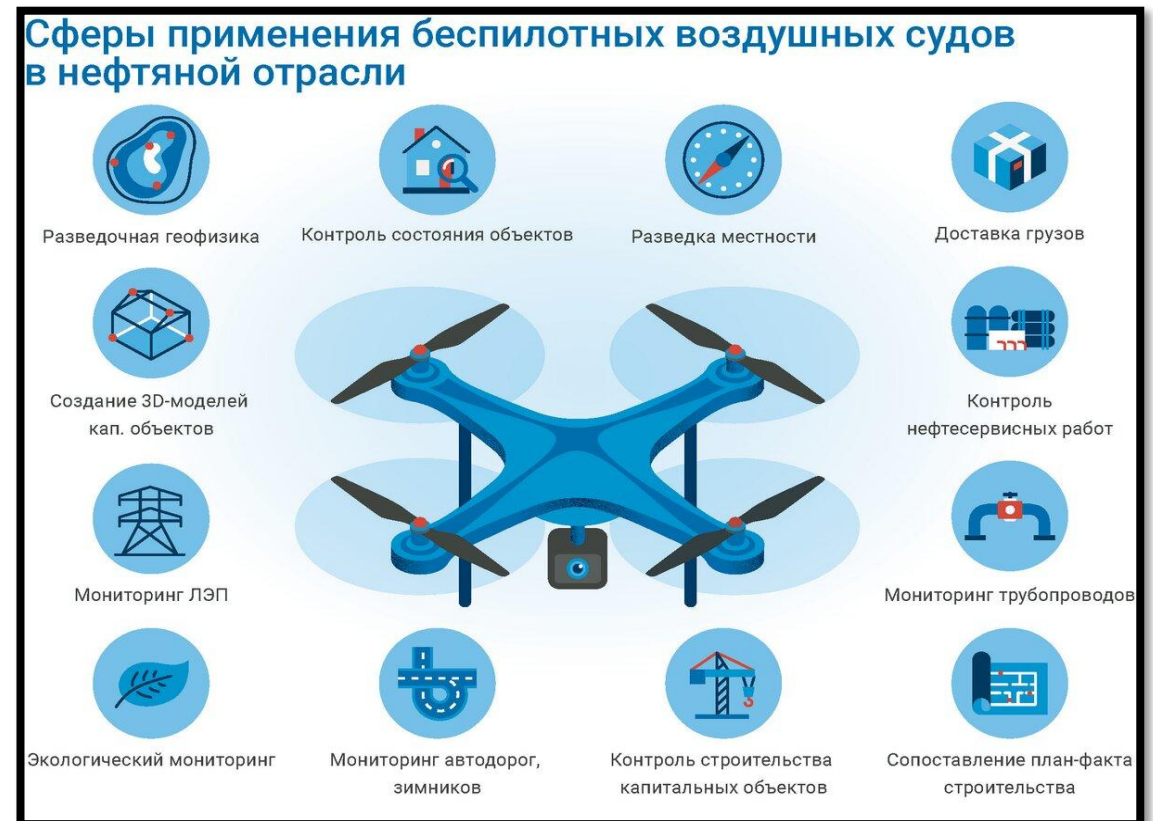 Сферы применения беспилотных воздушных судов
в нефтяной отрасли
Разведочная геофизика
Контроль состояния объектов
Разведка местности
Доставка грузов
Создание 3D-моделей
кап. объектов
Контроль
нефтесервисных работ
Мониторинг ЛЭП
Мониторинг трубопроводов
Экологический мониторинг
Мониторинг автодорог,
зимников
Контроль строительства
капитальных объектов
Сопоставление план-факта
строительства